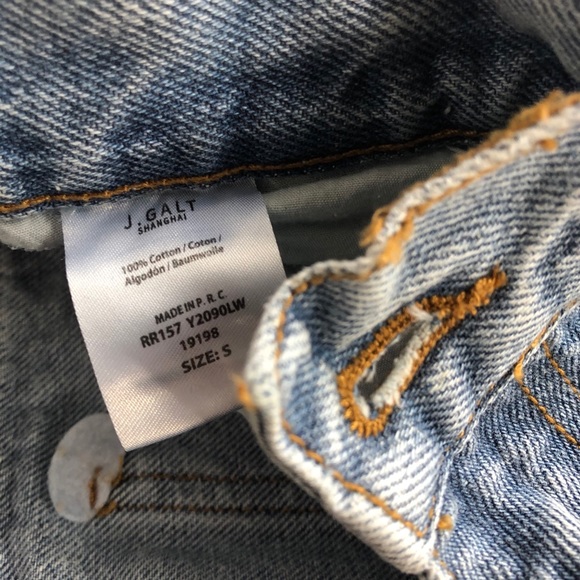 J. GALT
SHANGHAI
100% Cotton / Coton /
Algodón / Baumwolle
MADE IN P. R. C
RR157 Y2090LW
19198
SIZE: S